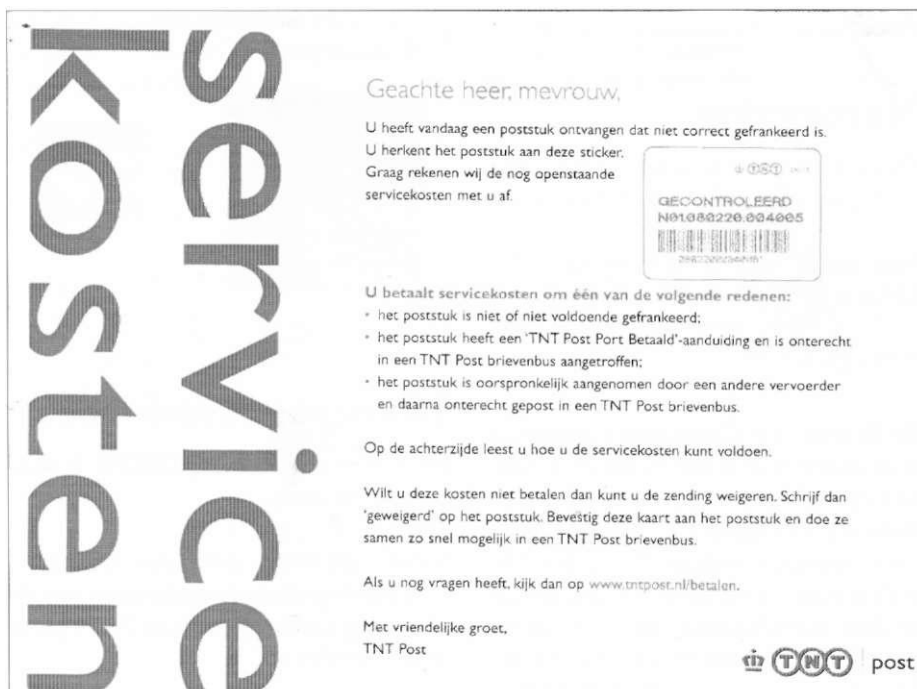 service
kosten
Geachte heer, mevrouw,
U heeft vandaag een poststuk ontvangen dat niet correct gefrankeerd is.
U herkent het poststuk aan deze sticker.
Graag rekenen wij de nog openstaande
servicekosten met u af.
TNT
GECONTROLEERD
N01.080220.004005
U betaalt servicekosten om één van de volgende redenen:
• het poststuk is niet of niet voldoende gefrankeerd;
• het poststuk heeft een 'TNT Post Port Betaald'-aanduiding en is onterecht
in een TNT Post brievenbus aangetroffen;
• het poststuk is oorspronkelijk aangenomen door een andere vervoerder
en daarna onterecht gepost in een TNT Post brievenbus.
Op de achterzijde leest u hoe u de servicekosten kunt voldoen.
Wilt u deze kosten niet betalen dan kunt u de zending weigeren. Schrijf dan
'geweigerd' op het poststuk. Bevestig deze kaart aan het poststuk en doe ze
samen zo snel mogelijk in een TNT Post brievenbus.
Als u nog vragen heeft, kijk dan op www.tntpost.nl/betalen.
Met vriendelijke groet,
TNT Post
TNT post